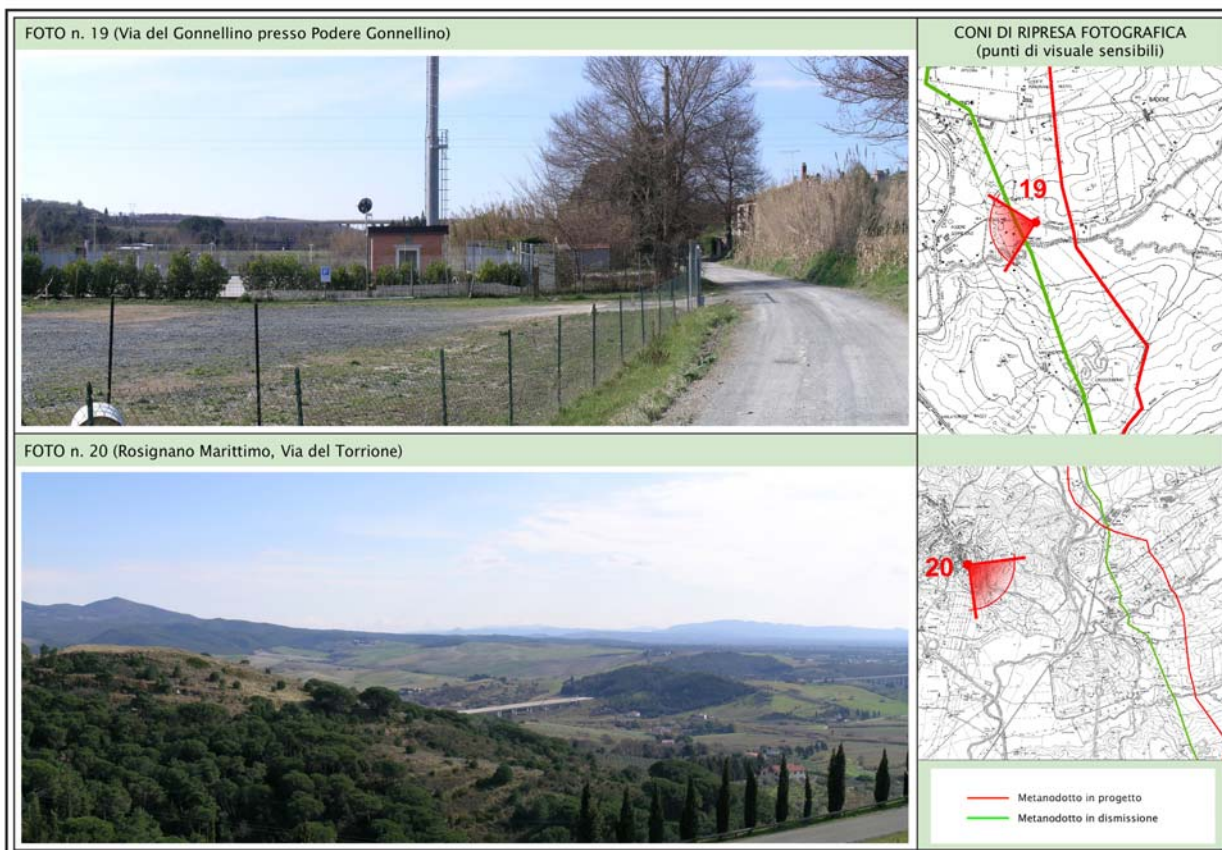 FOTO n. 19 (Via del Gonnellino presso Podere Gonnellino)
CONI DI RIPRESA FOTOGRAFICA
(punti di visuale sensibili)
19
FOTO n. 20 (Rosignano Marittimo, Via del Torrione)
20
Metanodotto in progetto
Metanodotto in dismissione